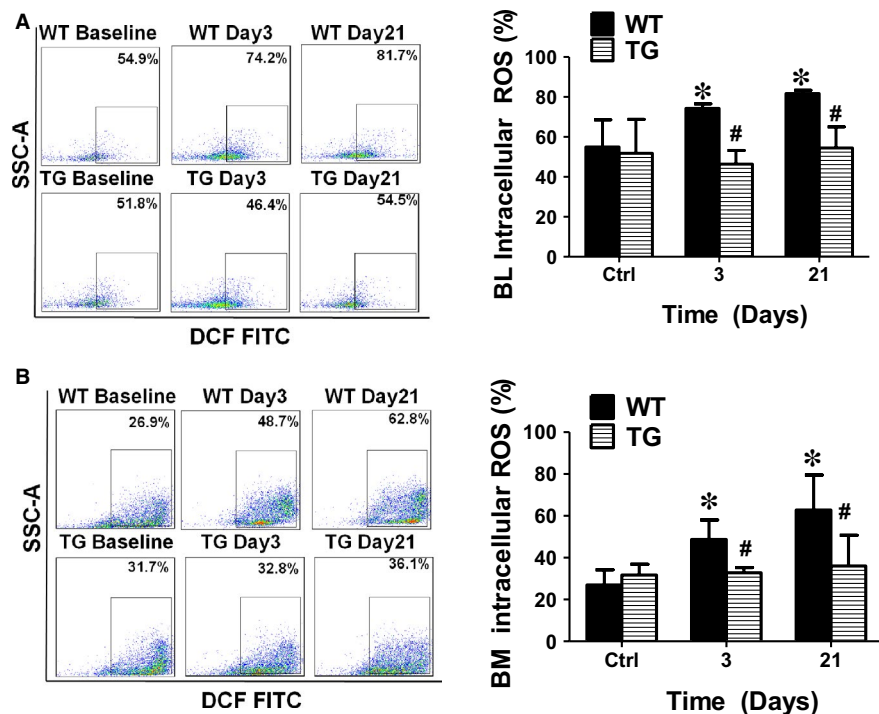 A
WT Baseline WT Day3 WT Day21
54.9% 74.2% 81.7%
TG Baseline TG Day3 TG Day21
51.8% 46.4% 54.5%
SSC-A
DCF FITC
WT
TG
BL Intracellular ROS (%)
100
80
60
40
20
0
* *
# #
Ctrl 3 21
Time (Days)
B
WT Baseline WT Day3 WT Day21
26.9% 48.7% 62.8%
TG Baseline TG Day3 TG Day21
31.7% 32.8% 36.1%
SSC-A
DCF FITC
WT
TG
BM intracellular ROS (%)
100
80
60
40
20
0
* *
# #
Ctrl 3 21
Time (Days)